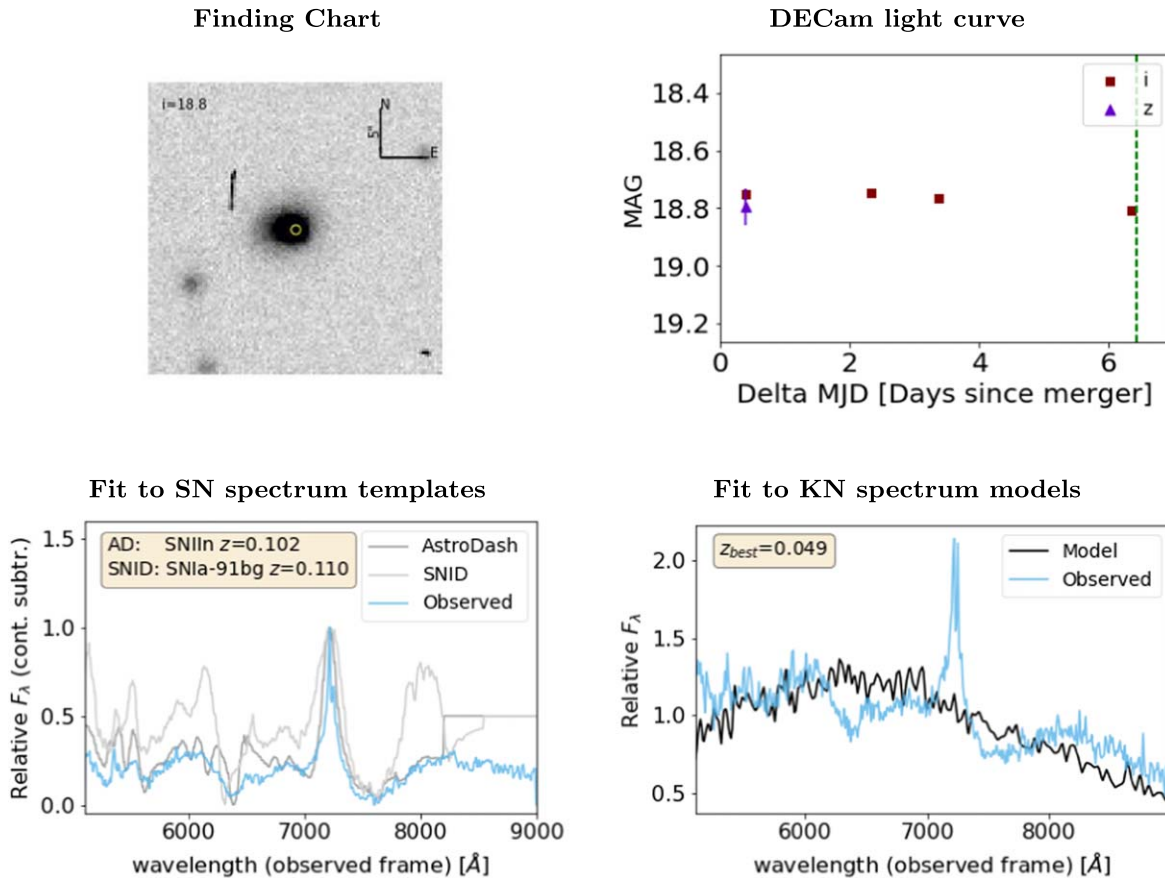 Finding Chart
i=18.8
N
5"
E
DECam light curve
i
z
18.4
18.6
18.8
19.0
19.2
MAG
0 2 4 6
Delta MJD [Days since merger]
Fit to SN spectrum templates
AD: SNIIn z=0.102
SNID: SNIa-91bg z=0.110
AstroDash
SNID
Observed
1.5
1.0
0.5
0.0
Relative Fλ (cont. subtr.)
6000 7000 8000 9000
wavelength (observed frame) [Å]
Fit to KN spectrum models
z_best=0.049
Model
Observed
2.0
1.5
1.0
0.5
Relative Fλ
6000 7000 8000
wavelength (observed frame) [Å]